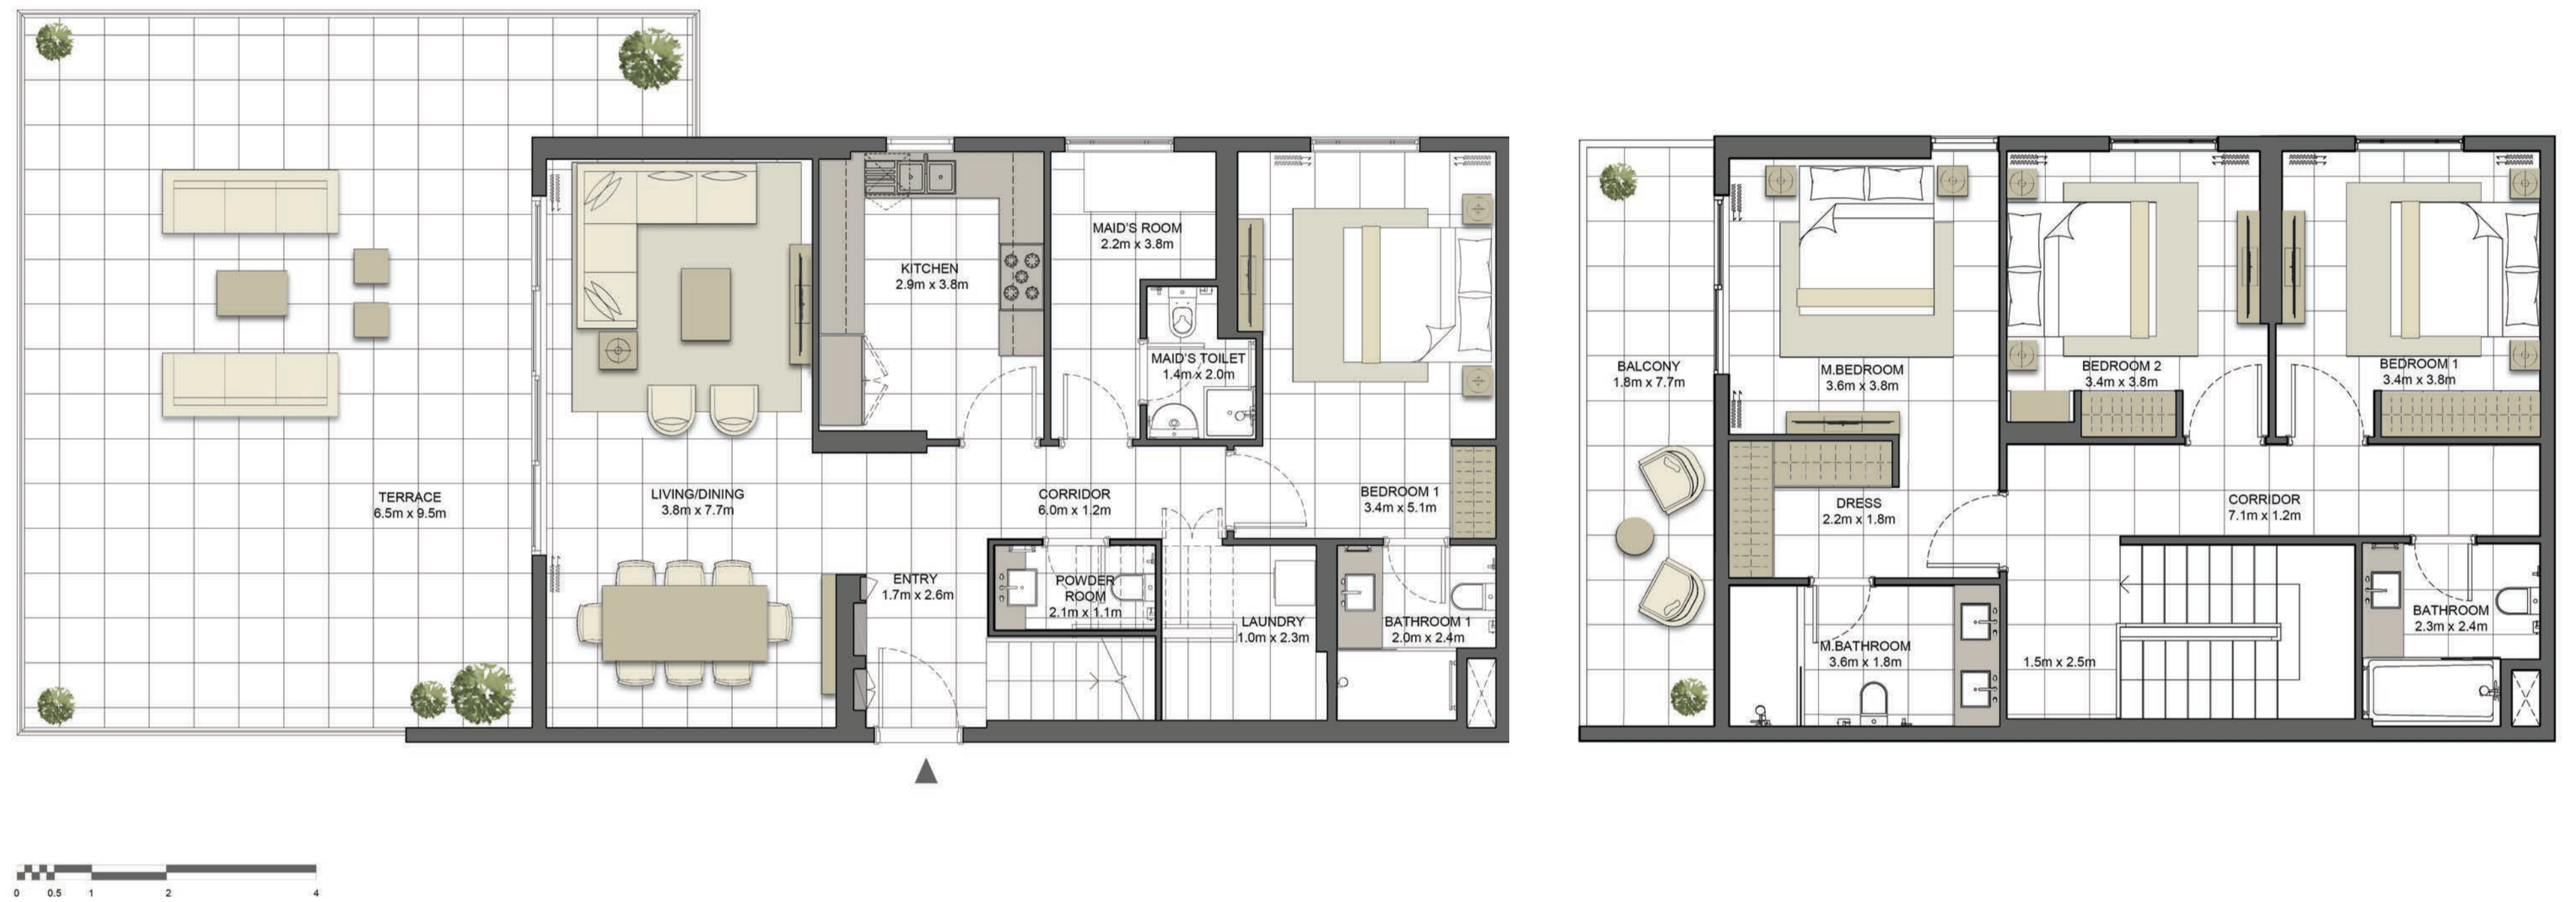 MAID'S ROOM
2.2m x 3.8m
KITCHEN
2.9m x 3.8m
MAID'S TOILET
1.4m x 2.0m
TERRACE
6.5m x 9.5m
LIVING/DINING
3.8m x 7.7m
CORRIDOR
6.0m x 1.2m
BEDROOM 1
3.4m x 5.1m
ENTRY
1.7m x 2.6m
POWDER
ROOM
2.1m x 1.1m
LAUNDRY
1.0m x 2.3m
BATHROOM 1
2.0m x 2.4m
BALCONY
1.8m x 7.7m
M.BEDROOM
3.6m x 3.8m
BEDROOM 2
3.4m x 3.8m
BEDROOM 1
3.4m x 3.8m
DRESS
2.2m x 1.8m
CORRIDOR
7.1m x 1.2m
M.BATHROOM
3.6m x 1.8m
1.5m x 2.5m
BATHROOM
2.3m x 2.4m
0 0.5 1 2 4